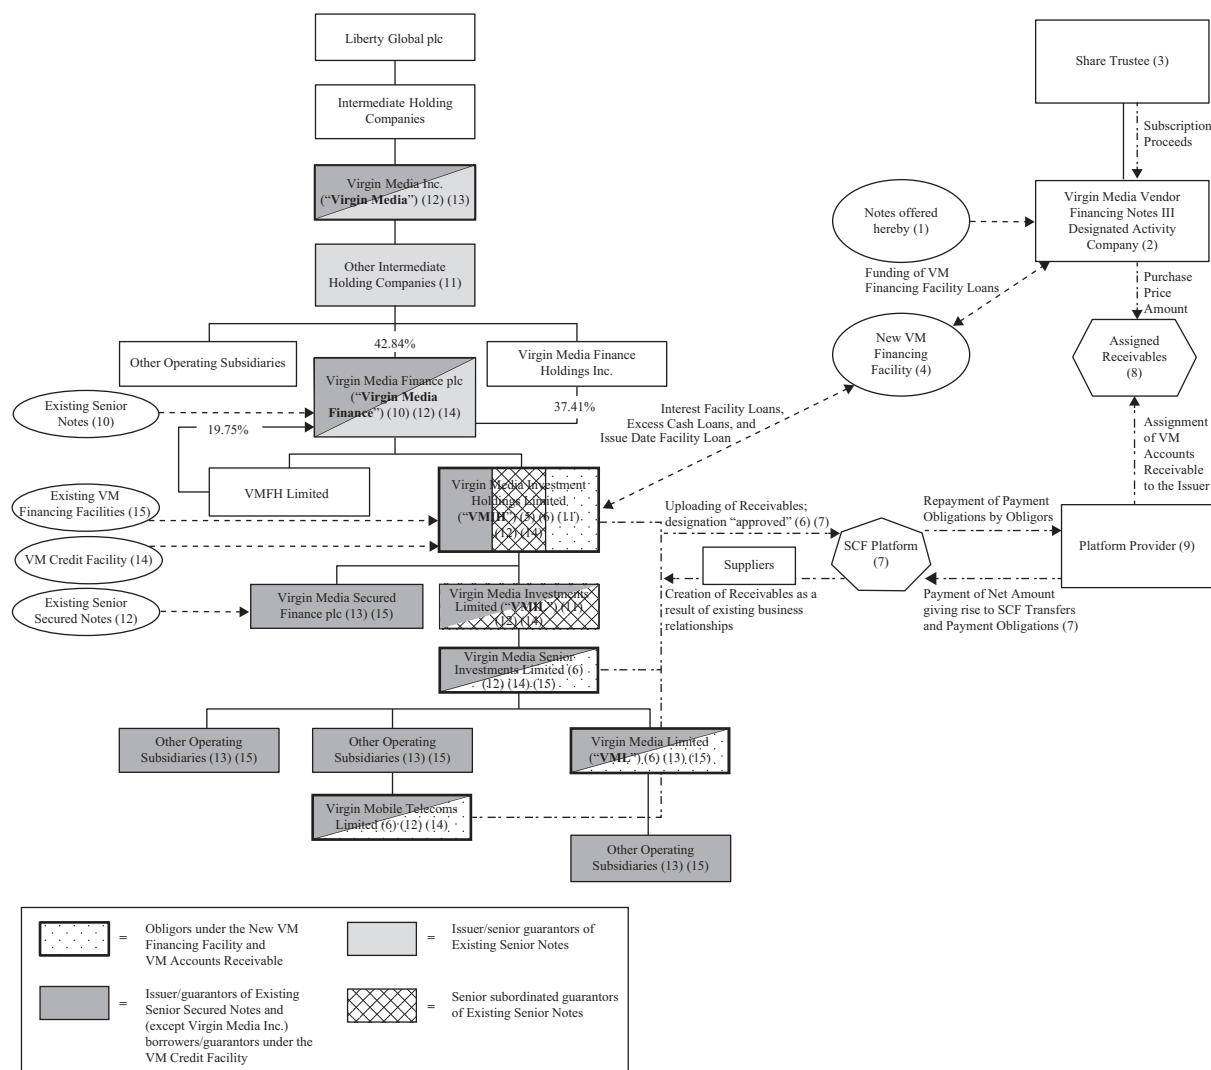 Liberty Global plc
Intermediate Holding
Companies
Virgin Media Inc.
(“Virgin Media”) (12) (13)
Other Intermediate
Holding Companies (11)
42.84%
Other Operating Subsidiaries
Virgin Media Finance plc
(“Virgin Media
Finance”) (10) (12) (14)
Virgin Media Finance
Holdings Inc.
37.41%
Existing Senior
Notes (10)
19.75%
VMFH Limited
Existing VM
Financing Facilities (15)
VM Credit Facility (14)
Existing Senior
Secured Notes (12)
Virgin Media Investment
Holdings Limited
(“VMIH”) (5) (6) (11)
(12) (14)
Virgin Media Secured
Finance plc (13) (15)
Virgin Media Investments
Limited (“VMIL”) (11)
(12) (14)
Virgin Media Senior
Investments Limited (6)
(12) (14) (15)
Other Operating
Subsidiaries (13) (15)
Other Operating
Subsidiaries (13) (15)
Virgin Media Limited
(“VML”) (6) (13) (15)
Virgin Mobile Telecoms
Limited (6) (12) (14)
Other Operating
Subsidiaries (13) (15)
Share Trustee (3)
Subscription
Proceeds
Notes offered
hereby (1)
Virgin Media Vendor
Financing Notes III
Designated Activity
Company (2)
Funding of VM
Financing Facility Loans
Purchase
Price
Amount
New VM
Financing
Facility (4)
Assigned
Receivables
(8)
Interest Facility Loans,
Excess Cash Loans, and
Issue Date Facility Loan
Assignment
of VM
Accounts
Receivable
to the Issuer
Uploading of Receivables;
designation “approved” (6) (7)
Repayment of Payment
Obligations by Obligors
SCF Platform
(7)
Platform Provider (9)
Suppliers
Creation of Receivables as a
result of existing business
relationships
Payment of Net Amount
giving rise to SCF Transfers
and Payment Obligations (7)
=
Obligors under the New VM
Financing Facility and
VM Accounts Receivable
=
Issuer/senior guarantors of
Existing Senior Notes
=
Issuer/guarantors of Existing
Senior Secured Notes and
(except Virgin Media Inc.)
borrowers/guarantors under the
VM Credit Facility
=
Senior subordinated guarantors
of Existing Senior Notes